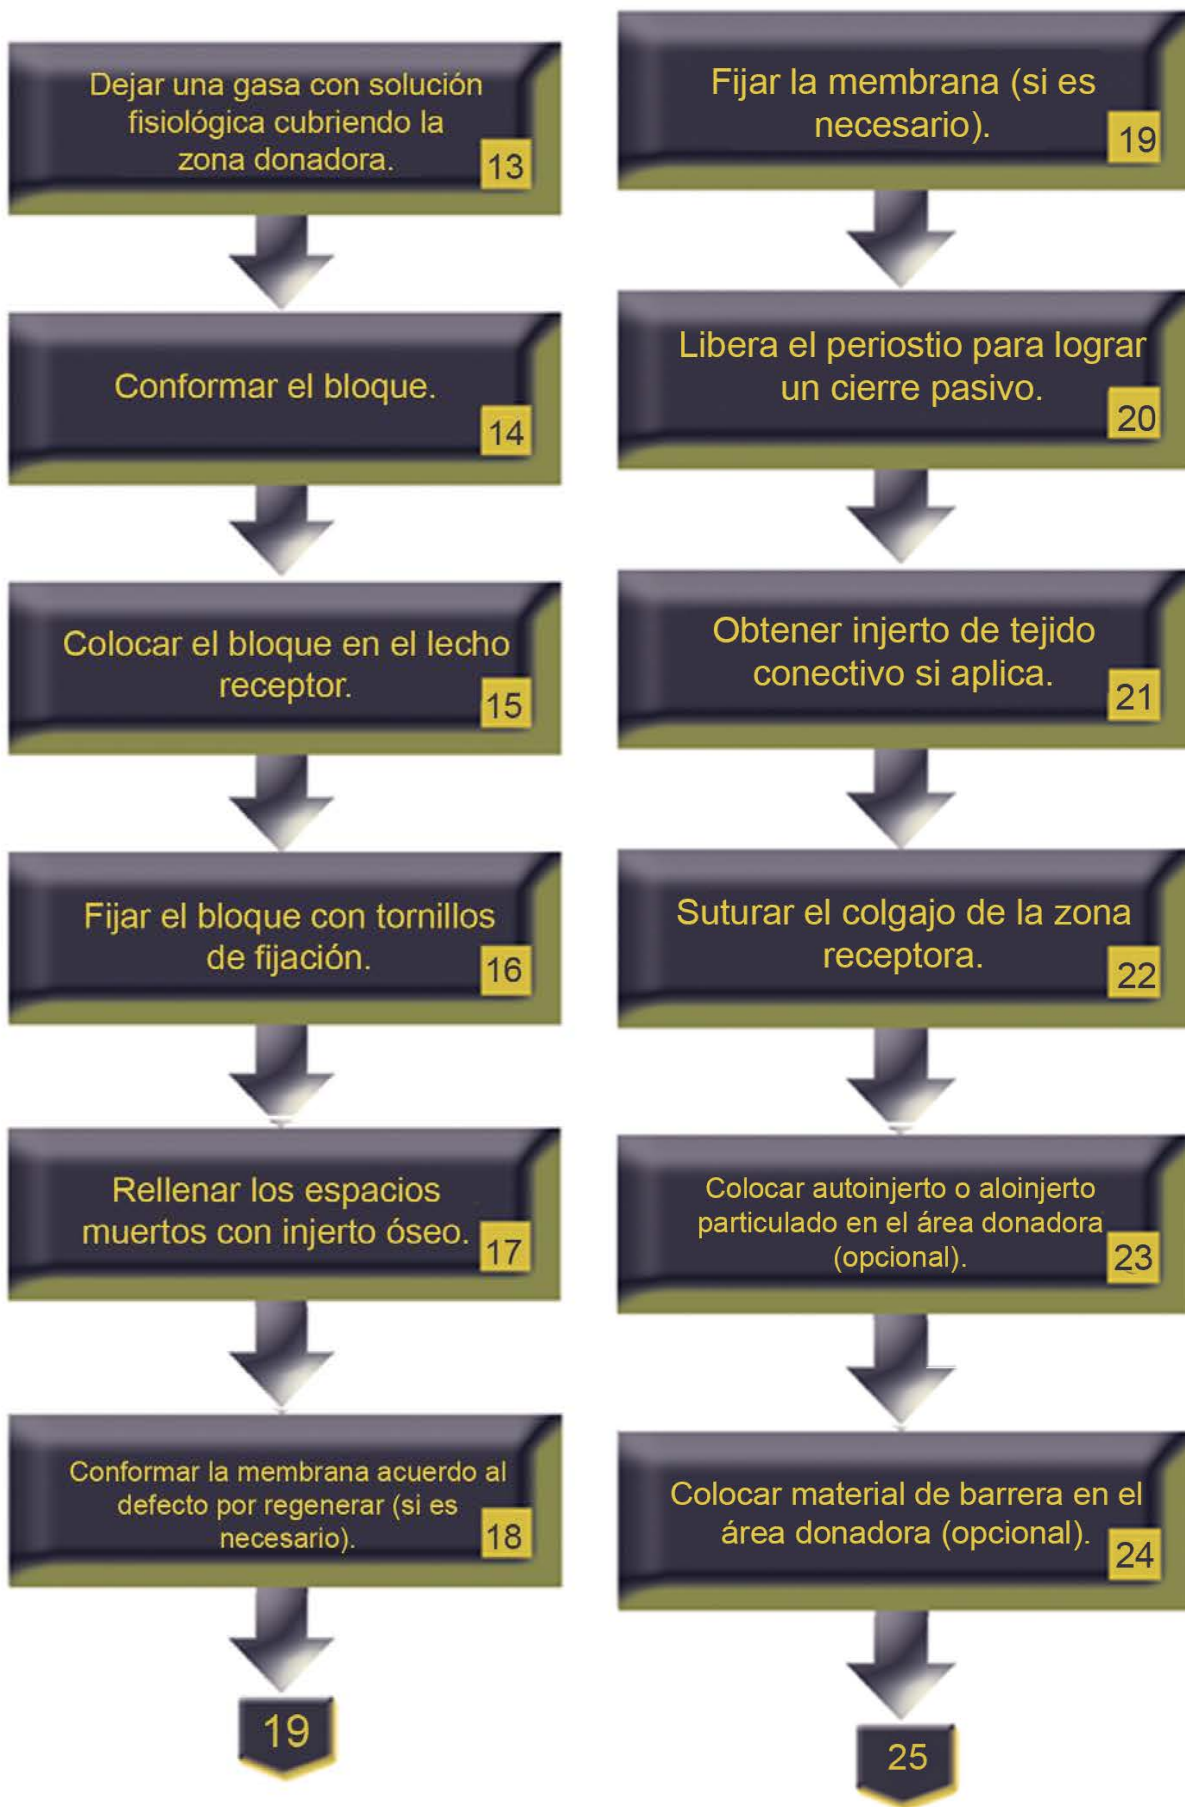 Dejar una gasa con solución
fisiológica cubriendo la
zona donadora.
13
Conformar el bloque.
14
Colocar el bloque en el lecho
receptor.
15
Fijar el bloque con tornillos
de fijación.
16
Rellenar los espacios
muertos con injerto óseo.
17
Conformar la membrana acuerdo al
defecto por regenerar (si es
necesario).
18
19
Fijar la membrana (si es
necesario).
19
Libera el periostio para lograr
un cierre pasivo.
20
Obtener injerto de tejido
conectivo si aplica.
21
Suturar el colgajo de la zona
receptora.
22
Colocar autoinjerto o aloinjerto
particulado en el área donadora
(opcional).
23
Colocar material de barrera en el
área donadora (opcional).
24
25